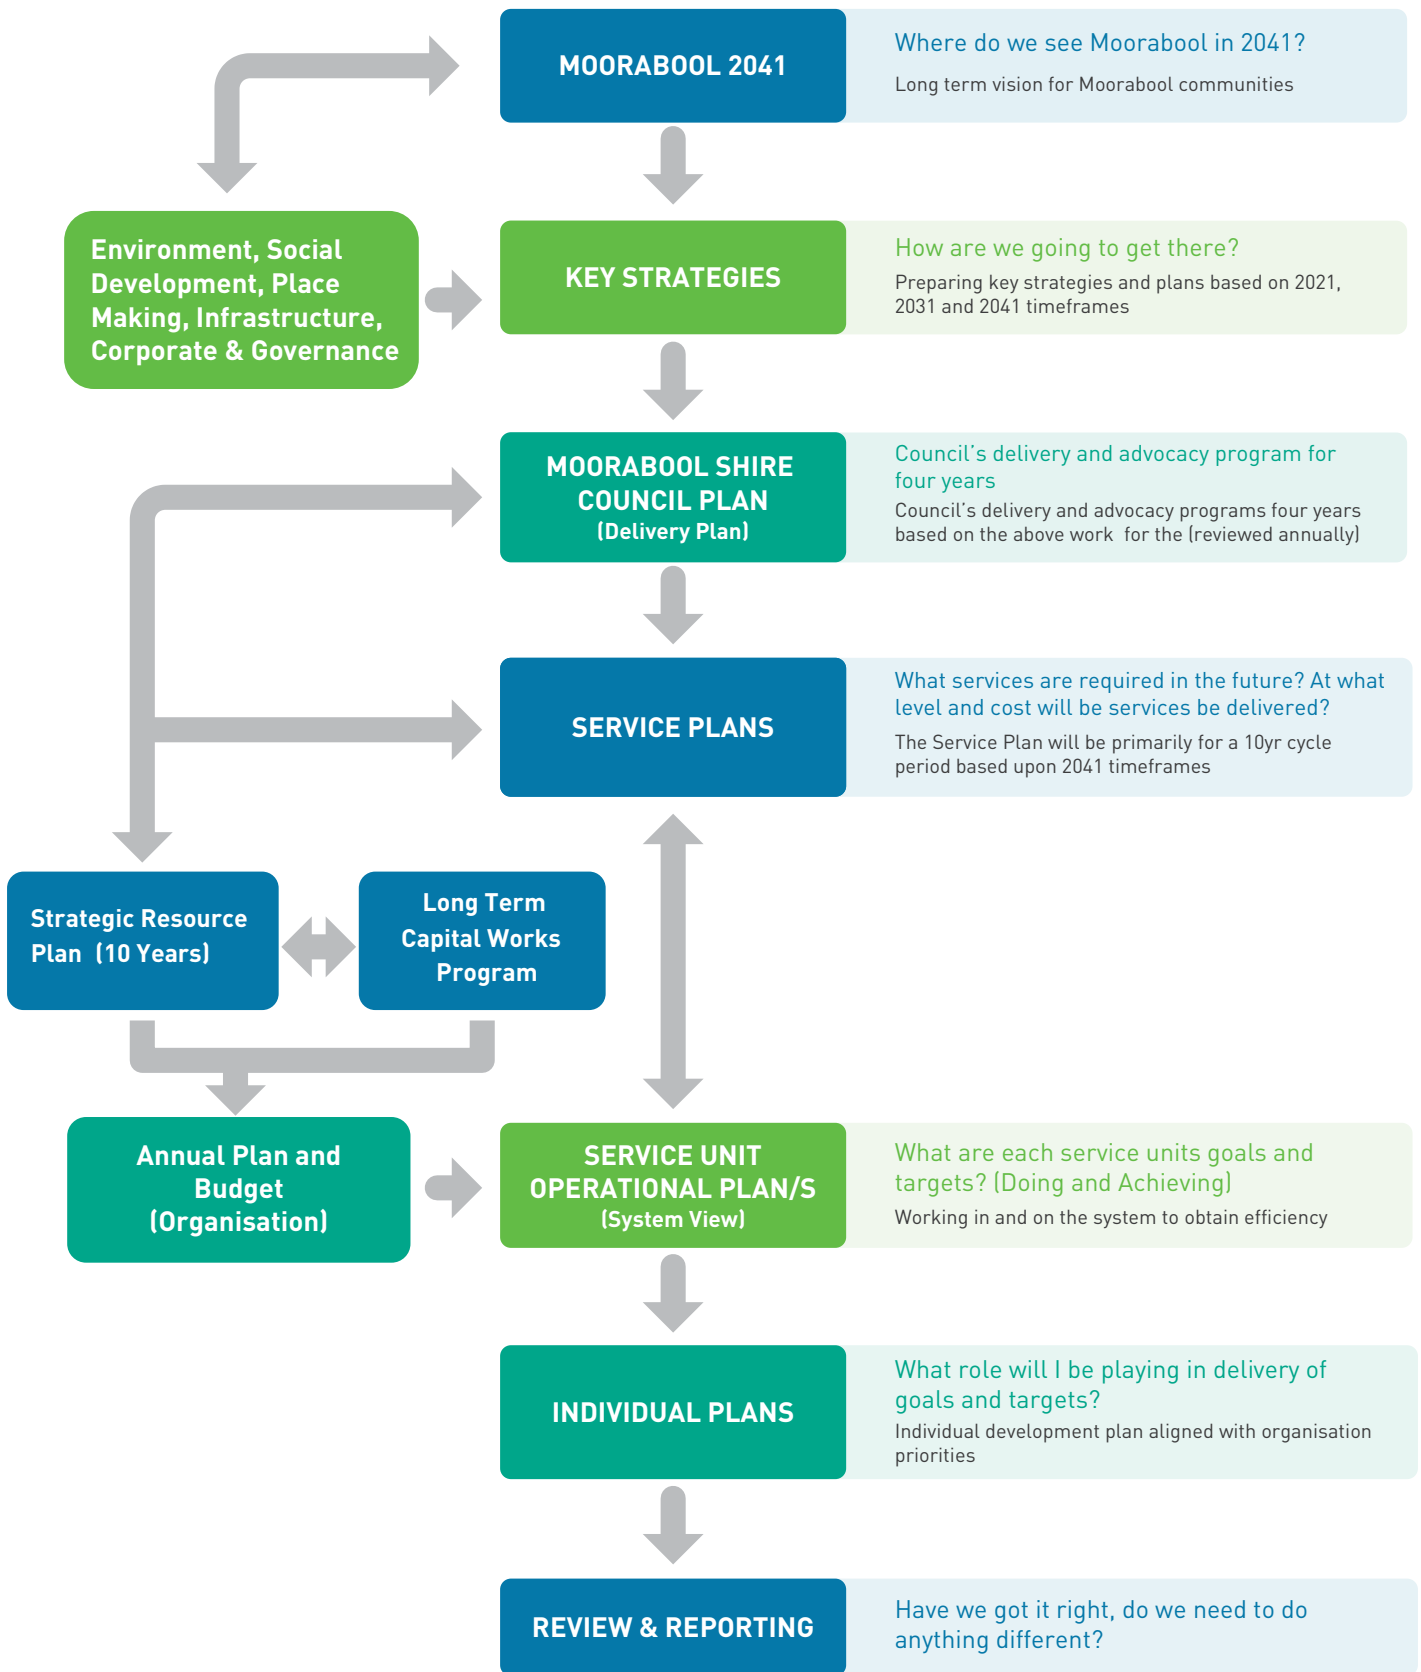 MOORABOOL 2041
Where do we see Moorabool in 2041?
Long term vision for Moorabool communities
Environment, Social
Development, Place
Making, Infrastructure,
Corporate & Governance
KEY STRATEGIES
How are we going to get there?
Preparing key strategies and plans based on 2021,
2031 and 2041 timeframes
MOORABOOL SHIRE
COUNCIL PLAN
(Delivery Plan)
Council's delivery and advocacy program for
four years
Council's delivery and advocacy programs four years
based on the above work for the (reviewed annually)
SERVICE PLANS
What services are required in the future? At what
level and cost will be services be delivered?
The Service Plan will be primarily for a 10yr cycle
period based upon 2041 timeframes
Strategic Resource
Plan (10 Years)
Long Term
Capital Works
Program
Annual Plan and
Budget
(Organisation)
SERVICE UNIT
OPERATIONAL PLAN/S
(System View)
What are each service units goals and
targets? (Doing and Achieving)
Working in and on the system to obtain efficiency
INDIVIDUAL PLANS
What role will I be playing in delivery of
goals and targets?
Individual development plan aligned with organisation
priorities
REVIEW & REPORTING
Have we got it right, do we need to do
anything different?